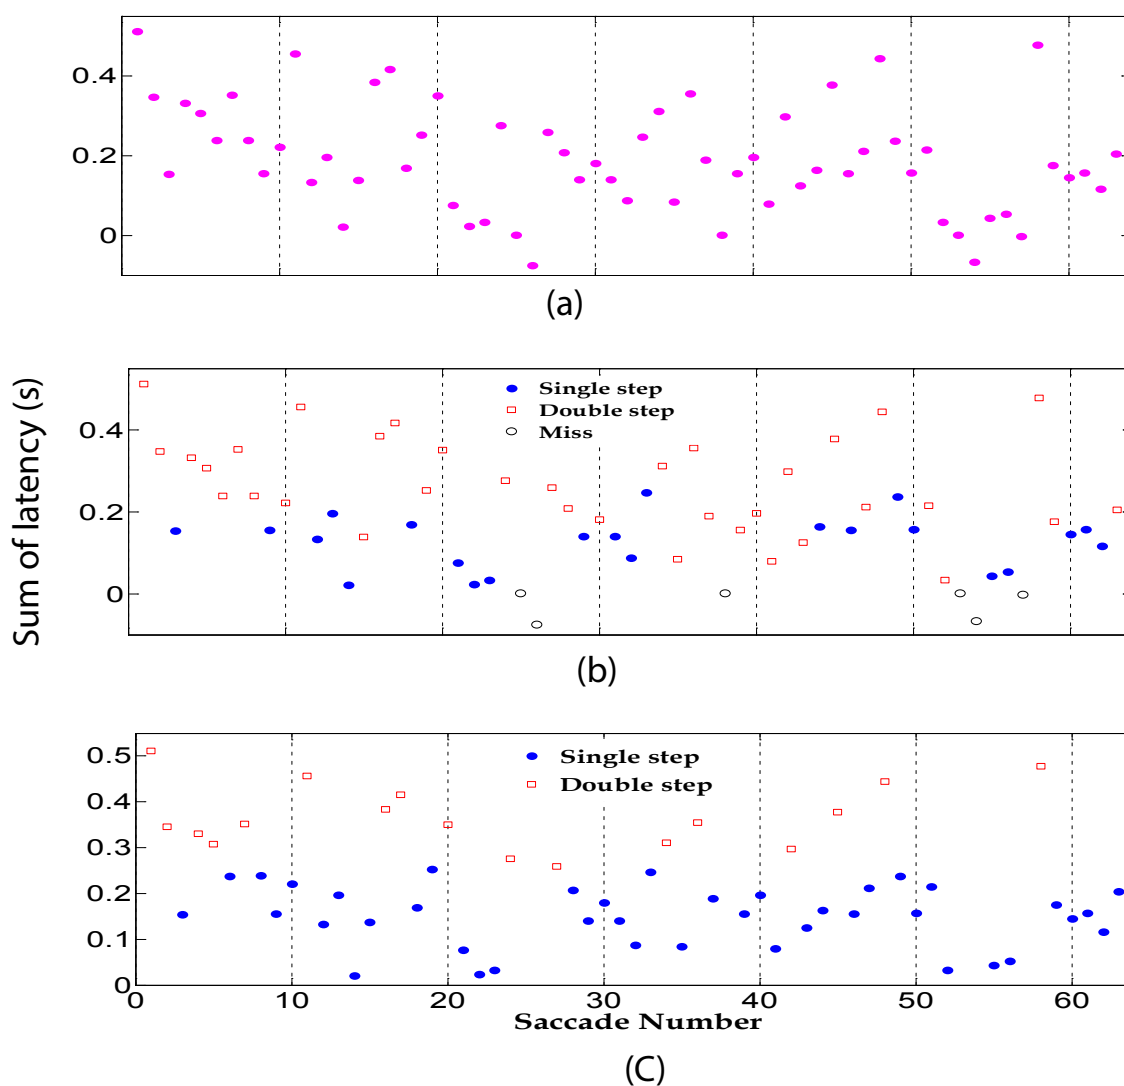 0.4
0.2
0
(a)
Sum of latency (s)
0.4
0.2
0
Single step
Double step
Miss
(b)
0.5
0.4
0.3
0.2
0.1
0
Single step
Double step
0 10 20 30 40 50 60
Saccade Number
(C)